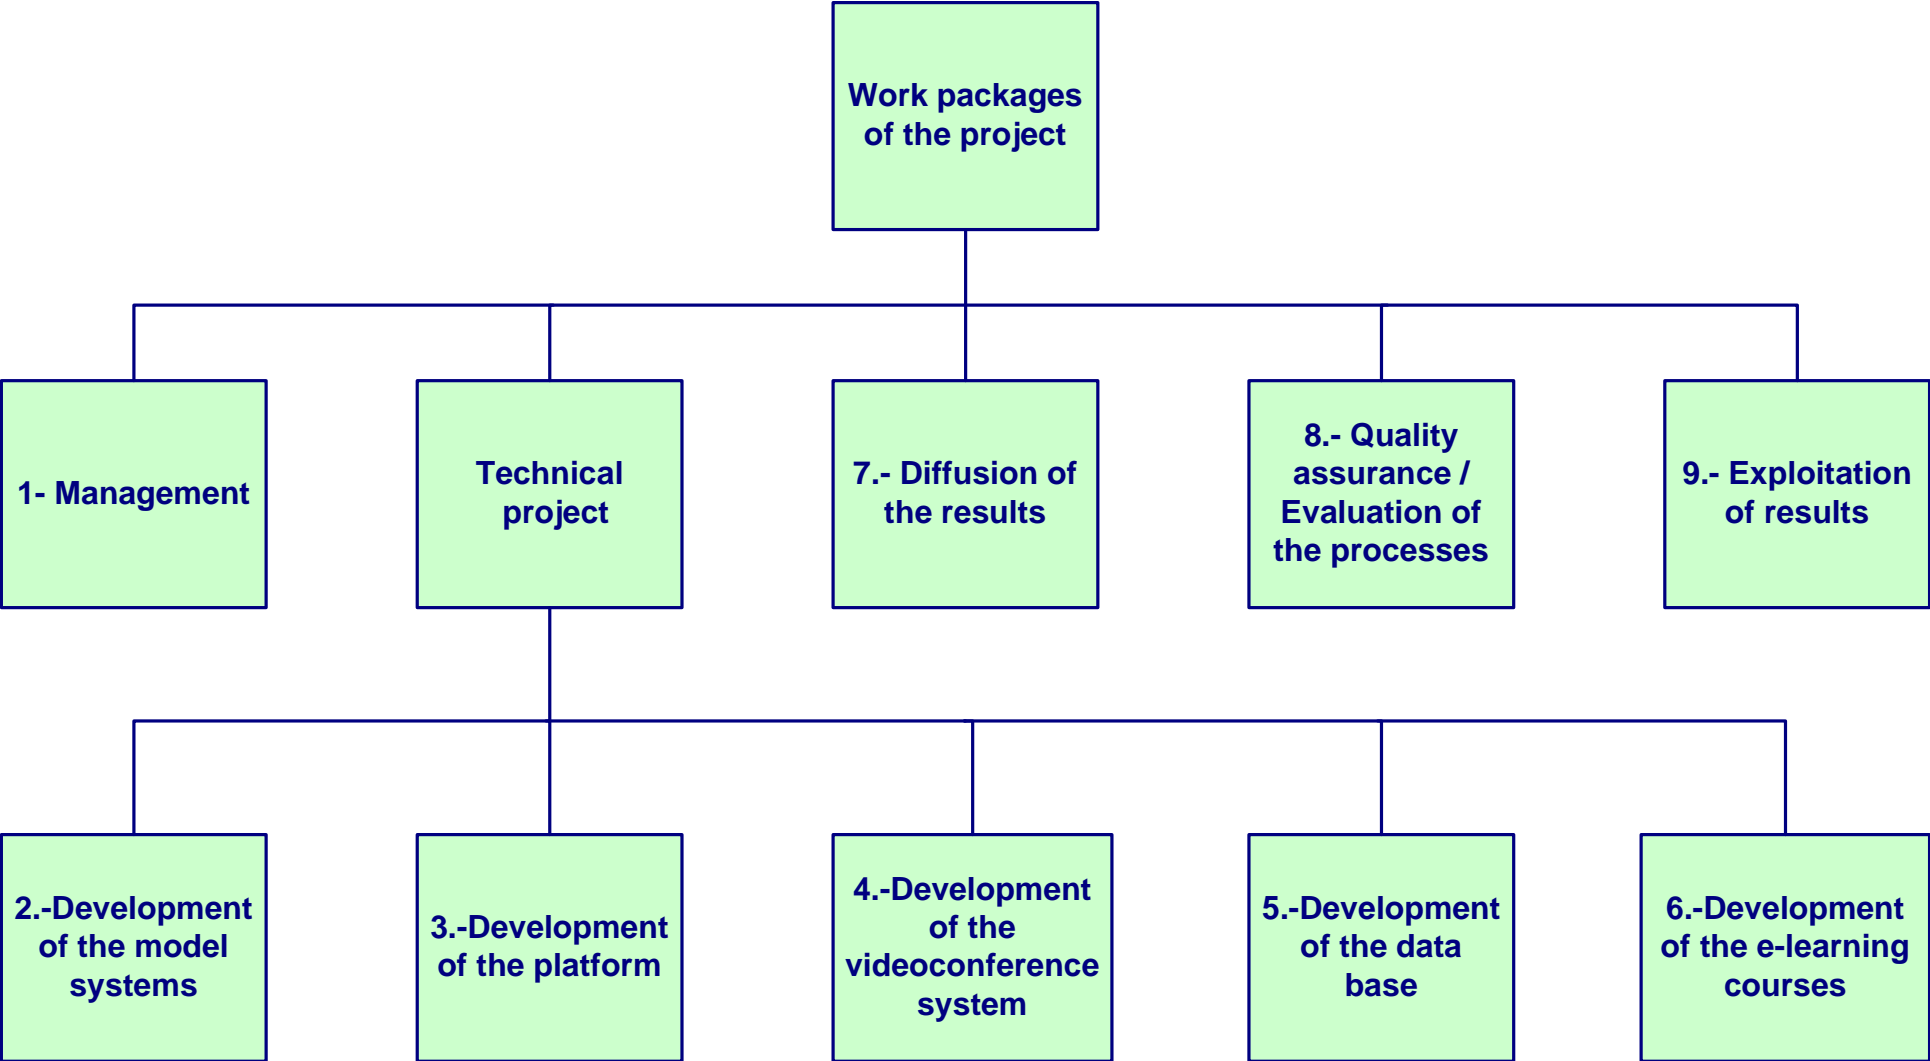 Work packages
of the project
1- Management
Technical
project
7.- Diffusion of
the results
8.- Quality
assurance /
Evaluation of
the processes
9.- Exploitation
of results
2.-Development
of the model
systems
3.-Development
of the platform
4.-Development
of the
videoconference
system
5.-Development
of the data
base
6.-Development
of the e-learning
courses